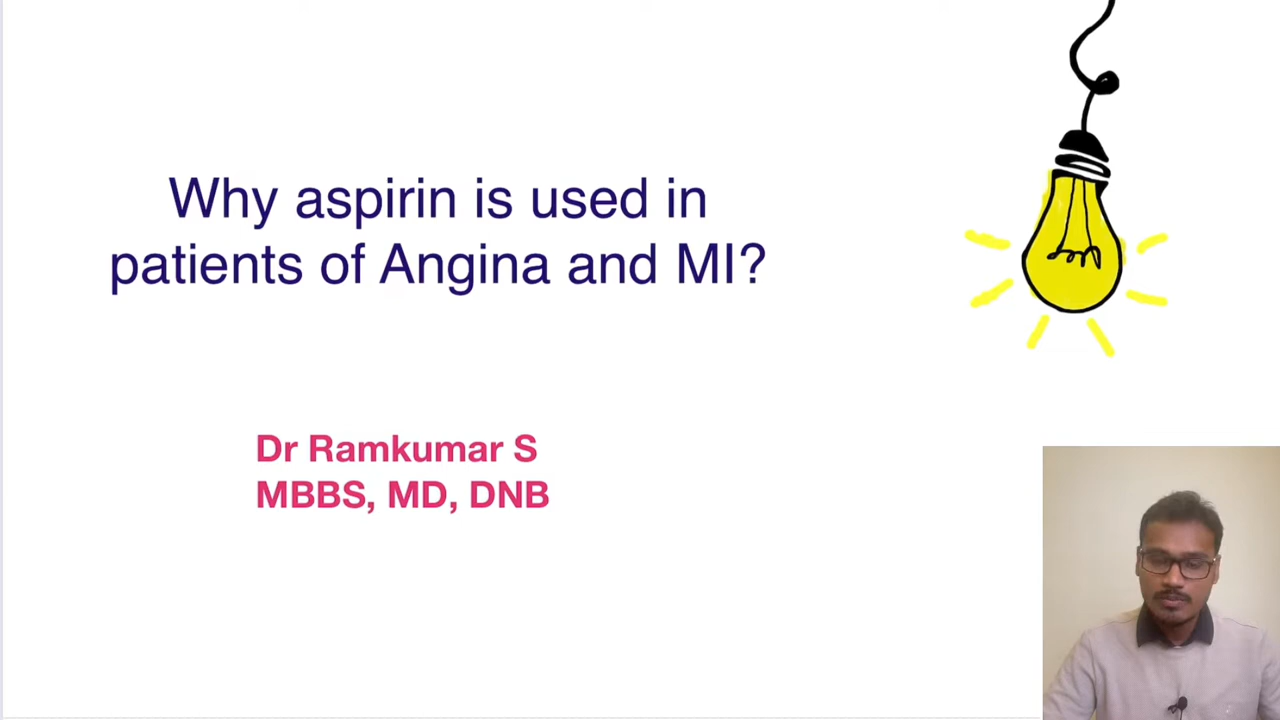 Why aspirin is used in
patients of Angina and MI?
Dr Ramkumar S
MBBS, MD, DNB